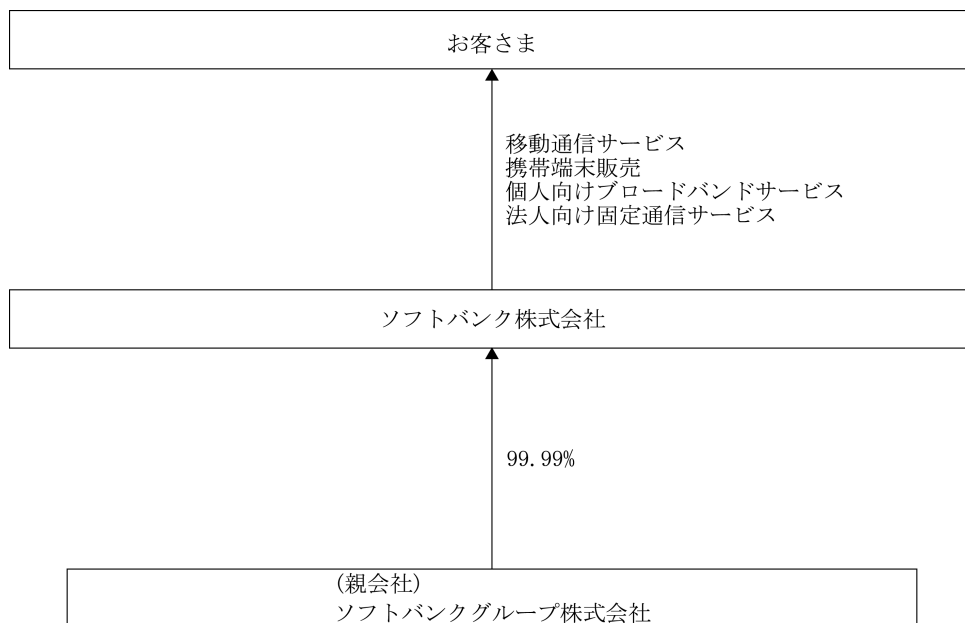 お客さま
移動通信サービス
携帯端末販売
個人向けブロードバンドサービス
法人向け固定通信サービス
ソフトバンク株式会社
99.99%
(親会社)
ソフトバンクグループ株式会社